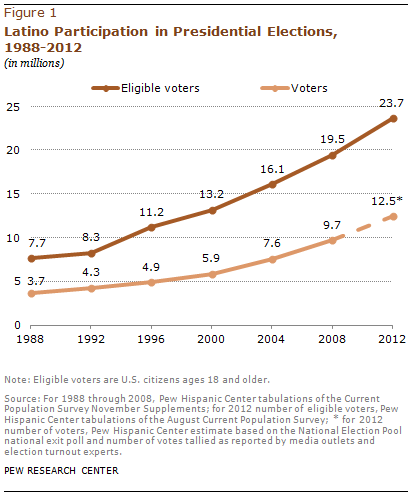 Figure 1
Latino Participation in Presidential Elections,
1988-2012
(in millions)
Eligible voters Voters
25
20
15
10
5
0
7.7 8.3 11.2 13.2 16.1 19.5 23.7
3.7 4.3 4.9 5.9 7.6 9.7 12.5*
1988 1992 1996 2000 2004 2008 2012
Note: Eligible voters are U.S. citizens ages 18 and older.
Source: For 1988 through 2008, Pew Hispanic Center tabulations of the Current
Population Survey November Supplements; for 2012 number of eligible voters, Pew
Hispanic Center tabulations of the August Current Population Survey; * for 2012
number of voters, Pew Hispanic Center estimate based on the National Election Pool
national exit poll and number of votes tallied as reported by media outlets and
election turnout experts.
PEW RESEARCH CENTER